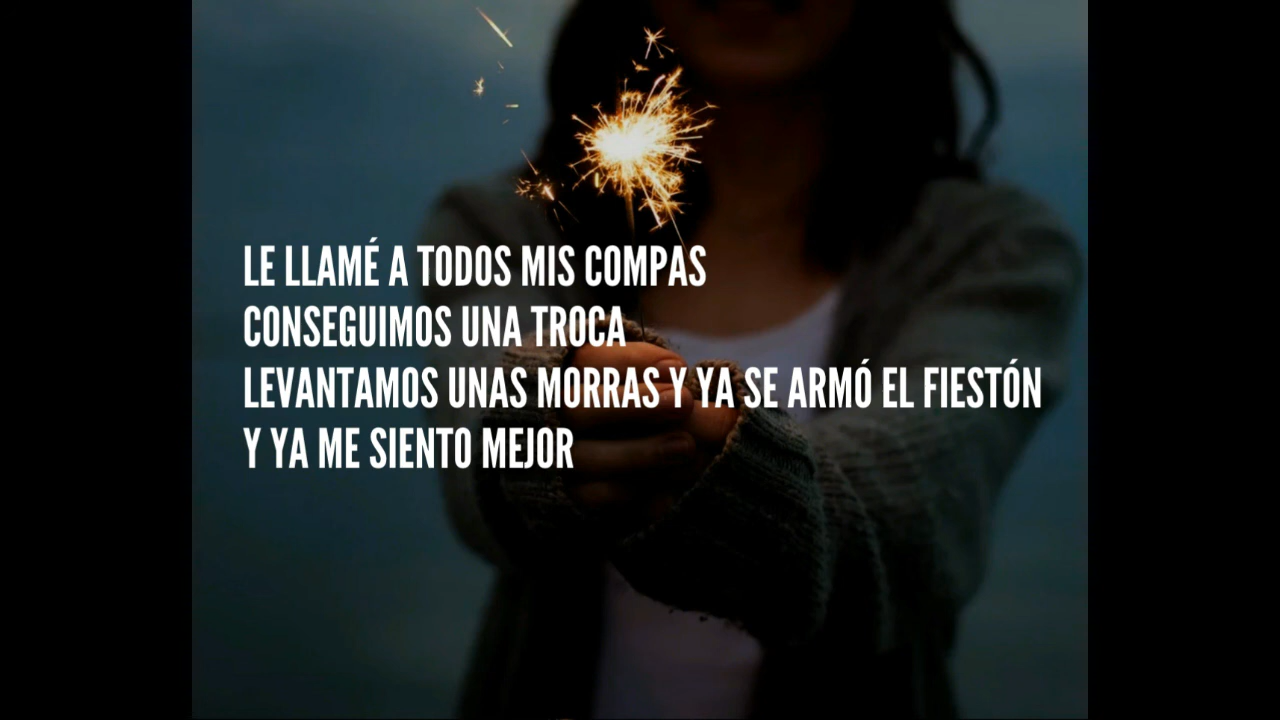 LE LLAMÉ A TODOS MIS COMPAS
CONSEGUIMOS UNA TROCA
LEVANTAMOS UNAS MORRAS Y YA SE ARMÓ EL FIESTÓN
Y YA ME SIENTO MEJOR